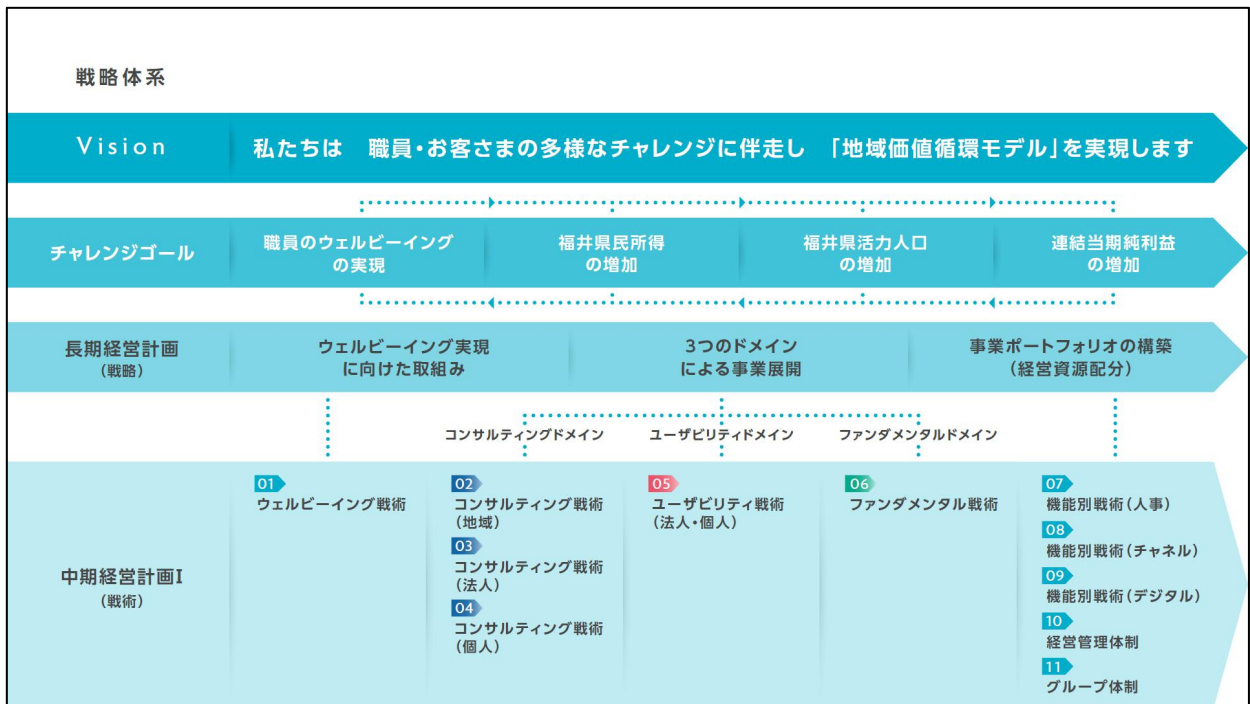 戦略体系
Vision
私たちは 職員・お客さまの多様なチャレンジに伴走し 「地域価値循環モデル」を実現します
チャレンジゴール
職員のウェルビーイング
の実現
福井県民所得
の増加
福井県活力人口
の増加
連結当期純利益
の増加
長期経営計画
(戦略)
ウェルビーイング実現
に向けた取組み
3つのドメイン
による事業展開
事業ポートフォリオの構築
(経営資源配分)
コンサルティングドメイン
ユーザビリティドメイン
ファンダメンタルドメイン
中期経営計画I
(戦術)
01
ウェルビーイング戦術
02
コンサルティング戦術
(地域)
03
コンサルティング戦術
(法人)
04
コンサルティング戦術
(個人)
05
ユーザビリティ戦術
(法人・個人)
06
ファンダメンタル戦術
07
機能別戦術(人事)
08
機能別戦術(チャネル)
09
機能別戦術(デジタル)
10
経営管理体制
11
グループ体制